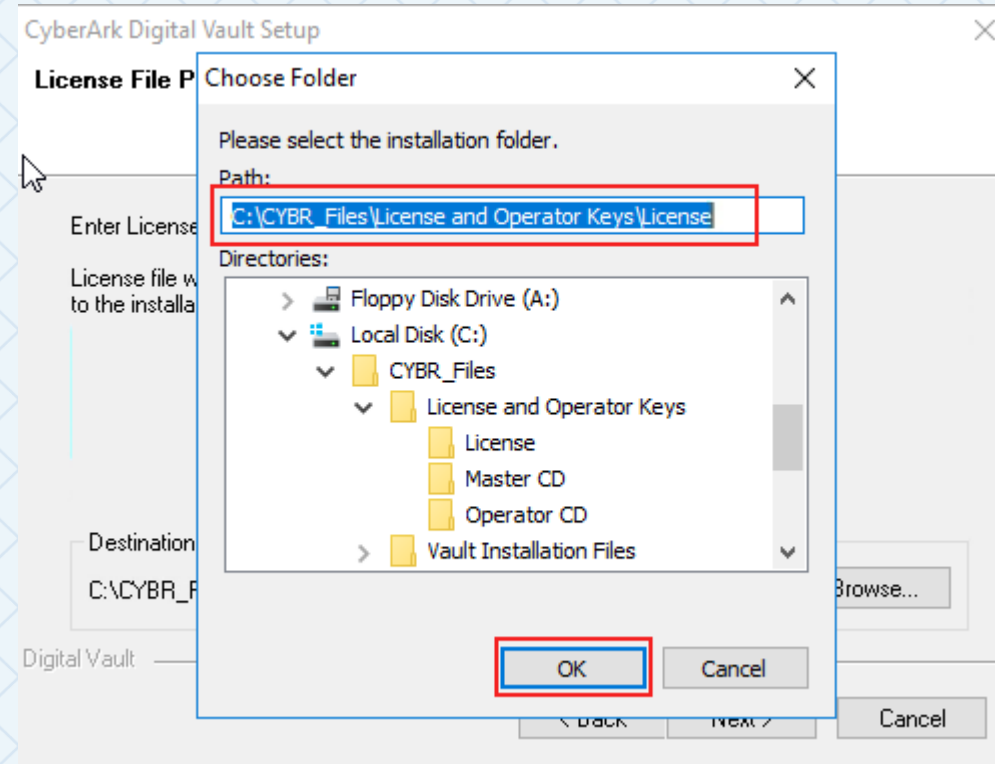 CyberArk Digital Vault Setup
License File P
Choose Folder
Please select the installation folder.
Path:
C:\CYBR_Files\License and Operator Keys\License
Enter License
License file w
to the installa
Directories:
Floppy Disk Drive (A:)
Local Disk (C:)
CYBR_Files
License and Operator Keys
License
Master CD
Operator CD
Vault Installation Files
Destination
C:\CYBR_F
Browse...
Digital Vault
OK
Cancel
< Back
Next >
Cancel